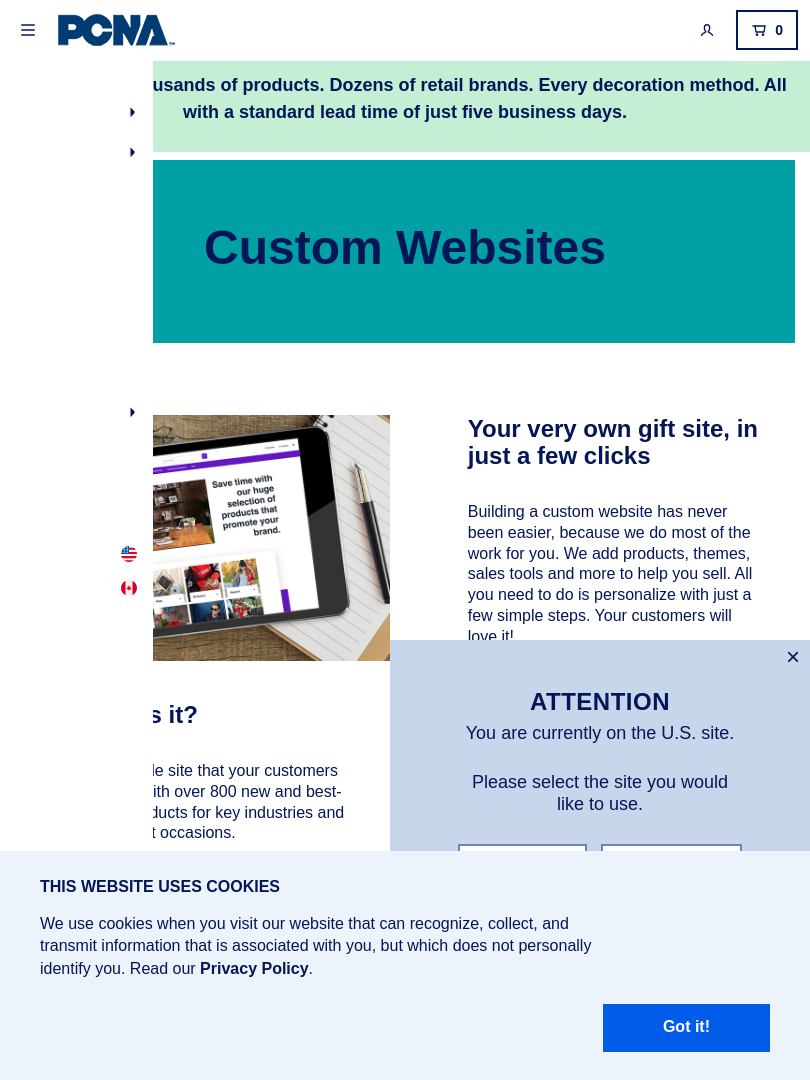 PCNA
0
usands of products. Dozens of retail brands. Every decoration method. All
with a standard lead time of just five business days.
Custom Websites
Save time with
our huge
selection of
products that
promote your
brand.
Your very own gift site, in
just a few clicks
Building a custom website has never
been easier, because we do most of the
work for you. We add products, themes,
sales tools and more to help you sell. All
you need to do is personalize with just a
few simple steps. Your customers will
love it!
s it?
le site that your customers
ith over 800 new and best-
ducts for key industries and
t occasions.
ATTENTION
You are currently on the U.S. site.
Please select the site you would
like to use.
THIS WEBSITE USES COOKIES
We use cookies when you visit our website that can recognize, collect, and
transmit information that is associated with you, but which does not personally
identify you. Read our Privacy Policy.
Got it!